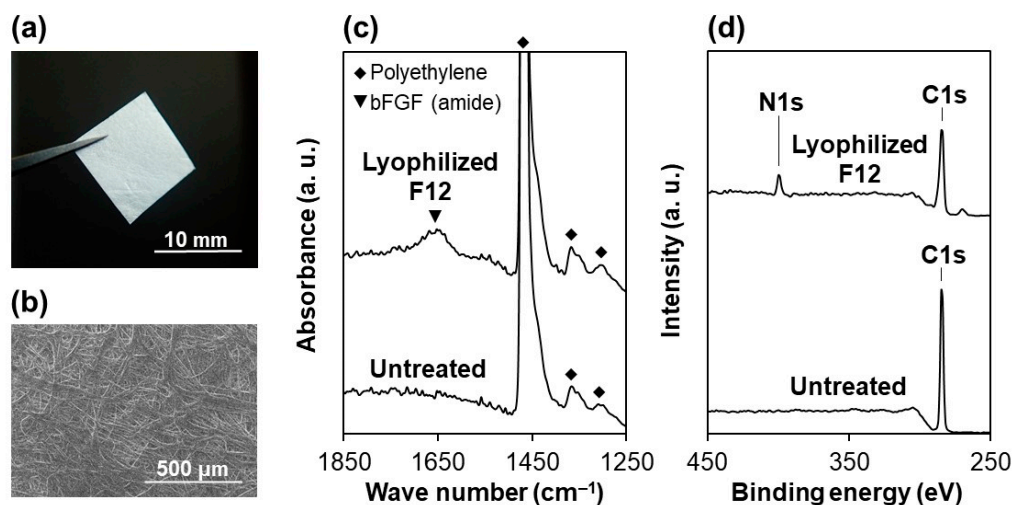 (a)
10 mm
(b)
500 µm
(c)
◆ Polyethylene
▼ bFGF (amide)
Lyophilized
F12
Untreated
Absorbance (a. u.)
1850 1650 1450 1250
Wave number (cm⁻¹)
(d)
N1s
C1s
Lyophilized
F12
C1s
Untreated
Intensity (a. u.)
450 350 250
Binding energy (eV)